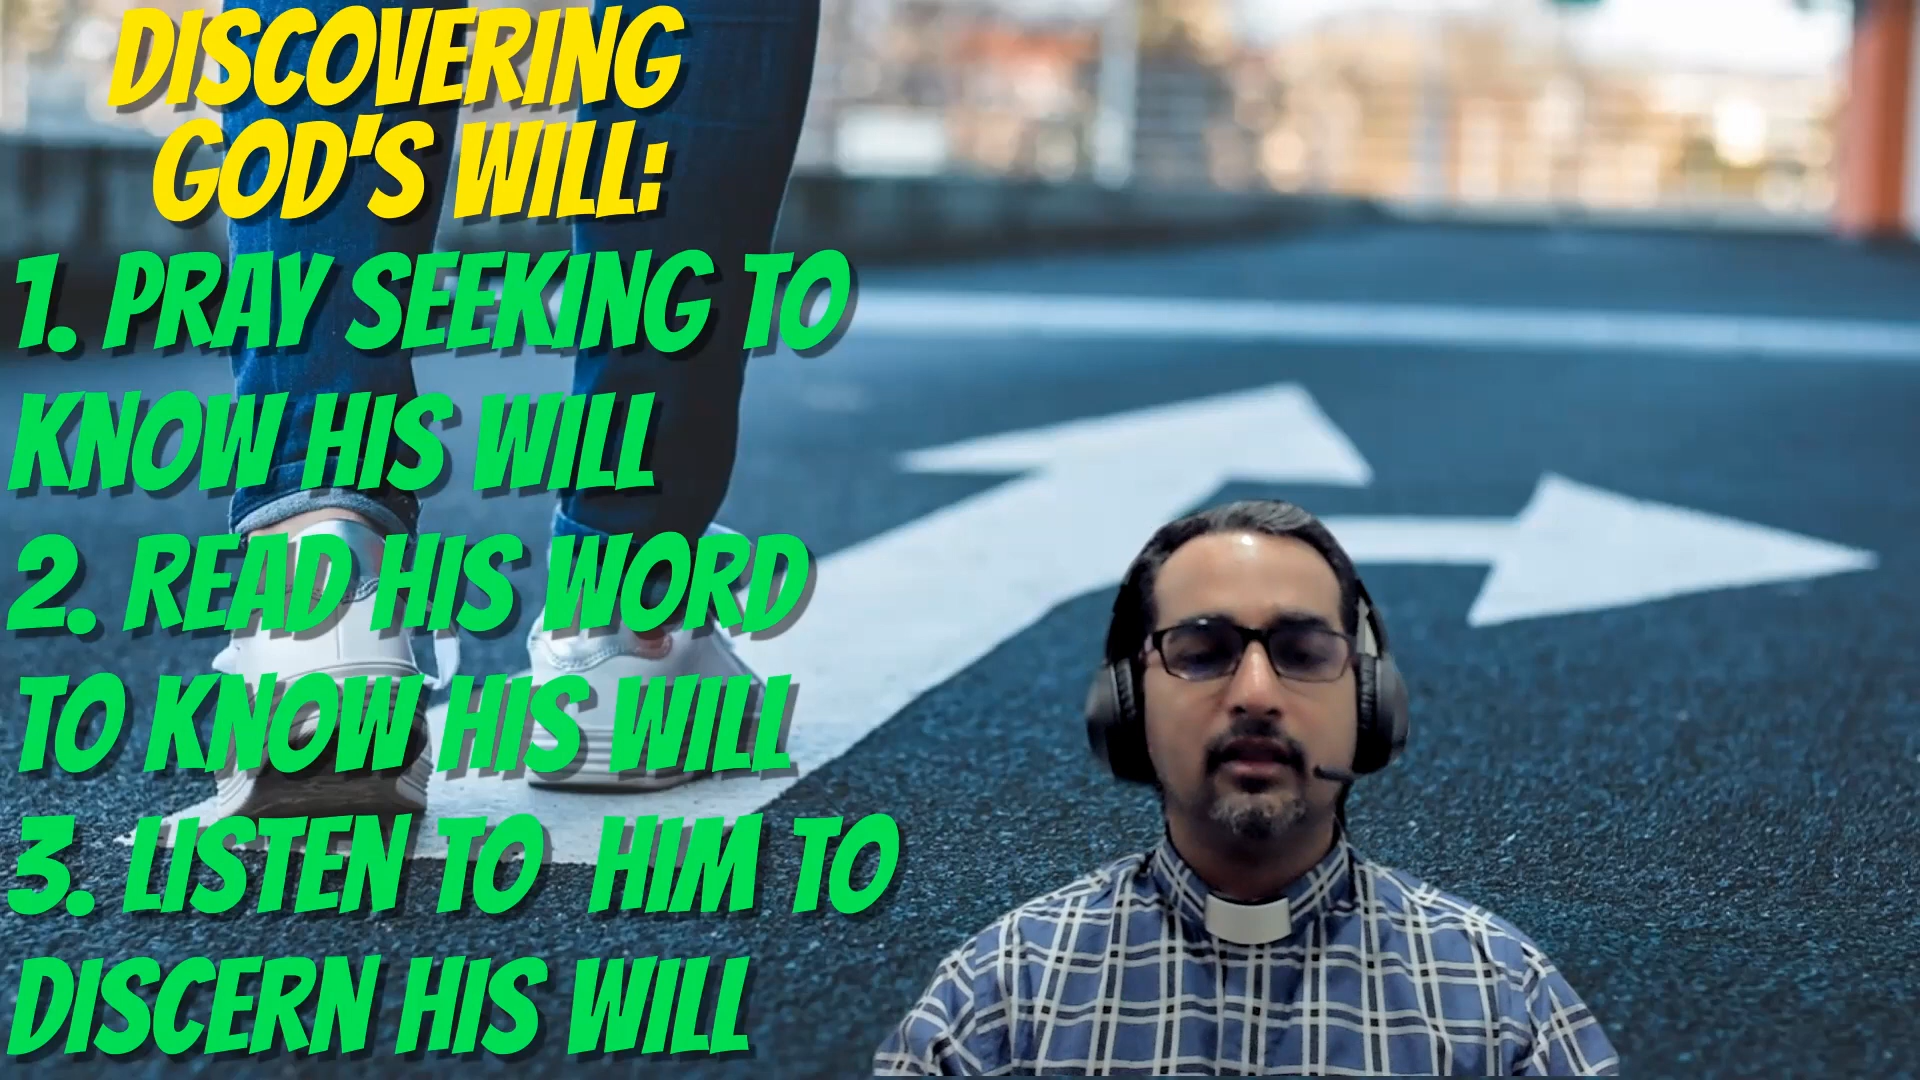 DISCOVERING
GOD'S WILL:
1. PRAY SEEKING TO
KNOW HIS WILL
2. READ HIS WORD
TO KNOW HIS WILL
3. LISTEN TO HIM TO
DISCERN HIS WILL